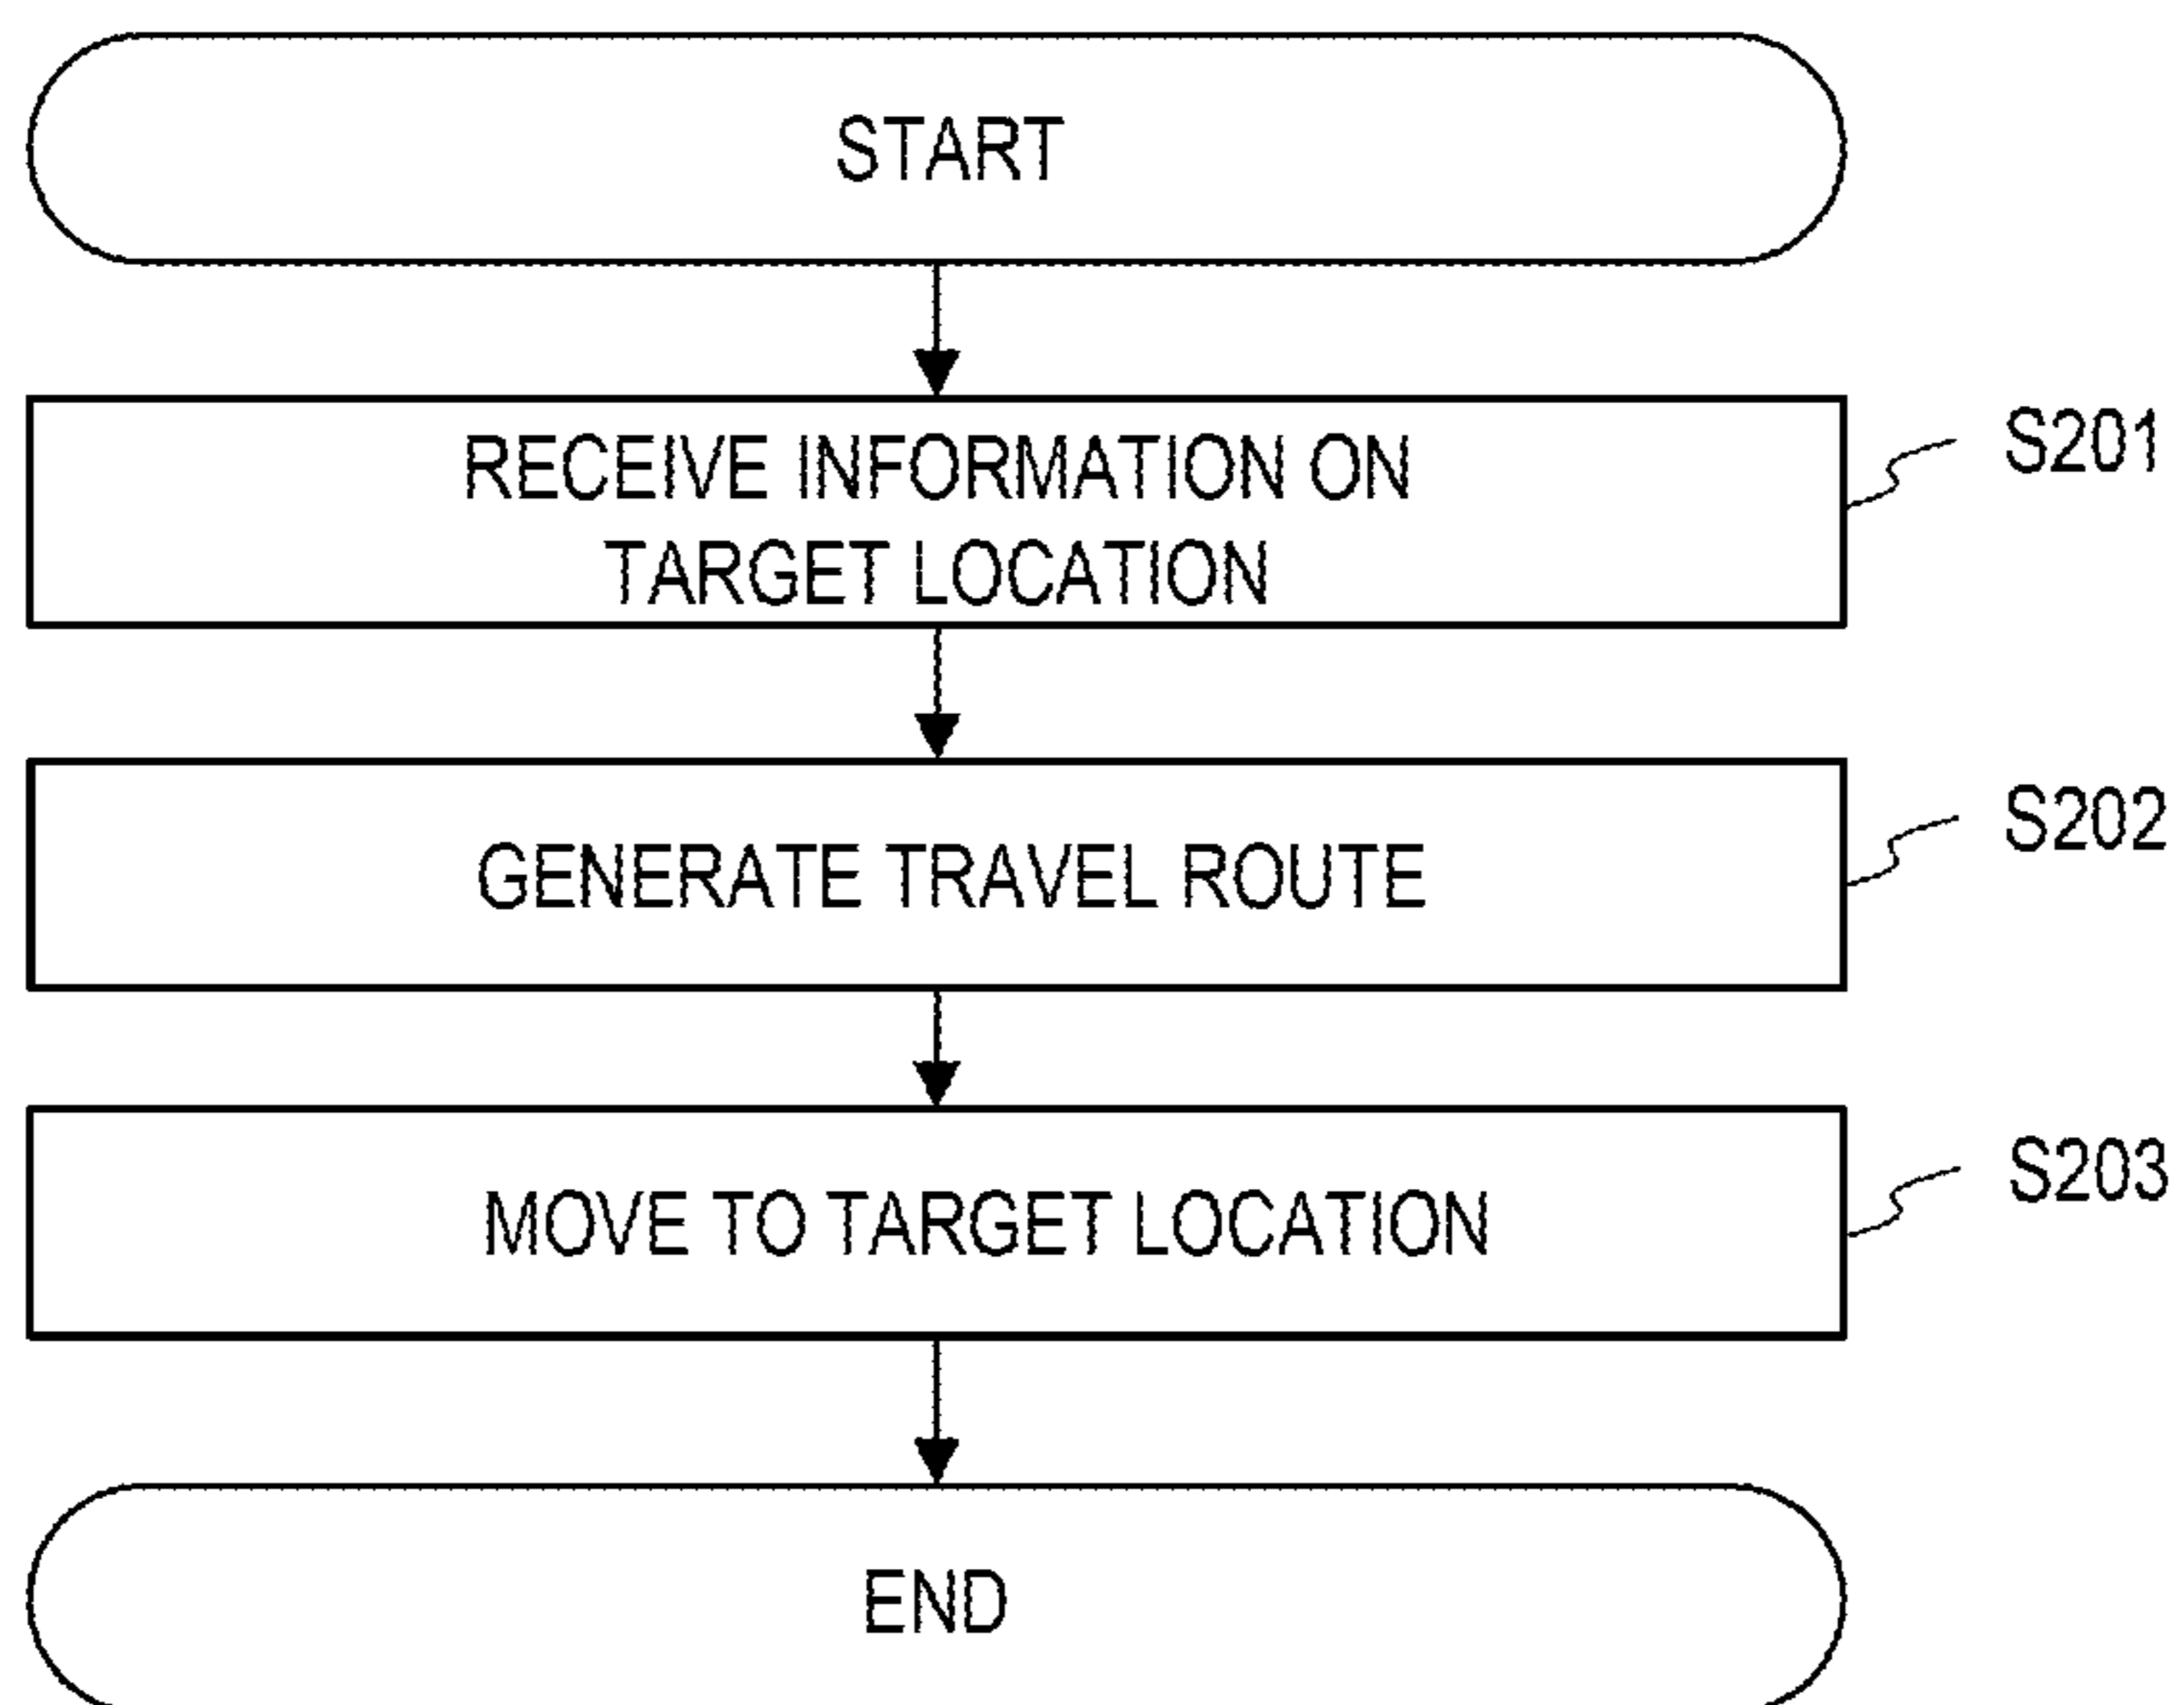 START
RECEIVE INFORMATION ON
TARGET LOCATION
S201
GENERATE TRAVEL ROUTE
S202
MOVE TO TARGET LOCATION
S203
END